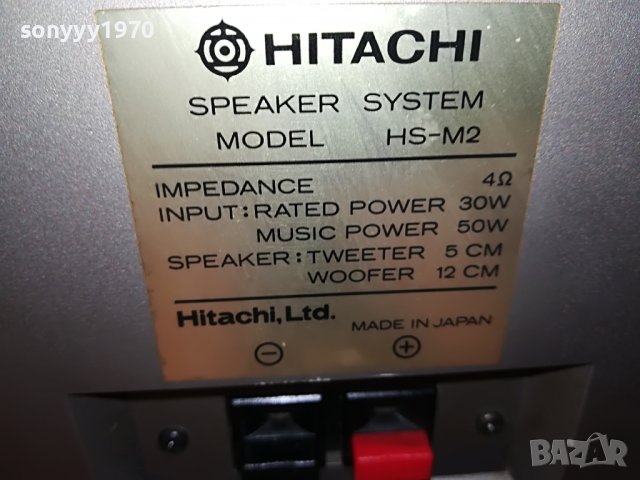 sonyyy1970
HITACHI
SPEAKER SYSTEM
MODEL HS-M2
IMPEDANCE 4Ω
INPUT: RATED POWER 30W
MUSIC POWER 50W
SPEAKER: TWEETER 5 CM
WOOFER 12 CM
Hitachi, Ltd. MADE IN JAPAN
⊖ ⊕
BAZAR